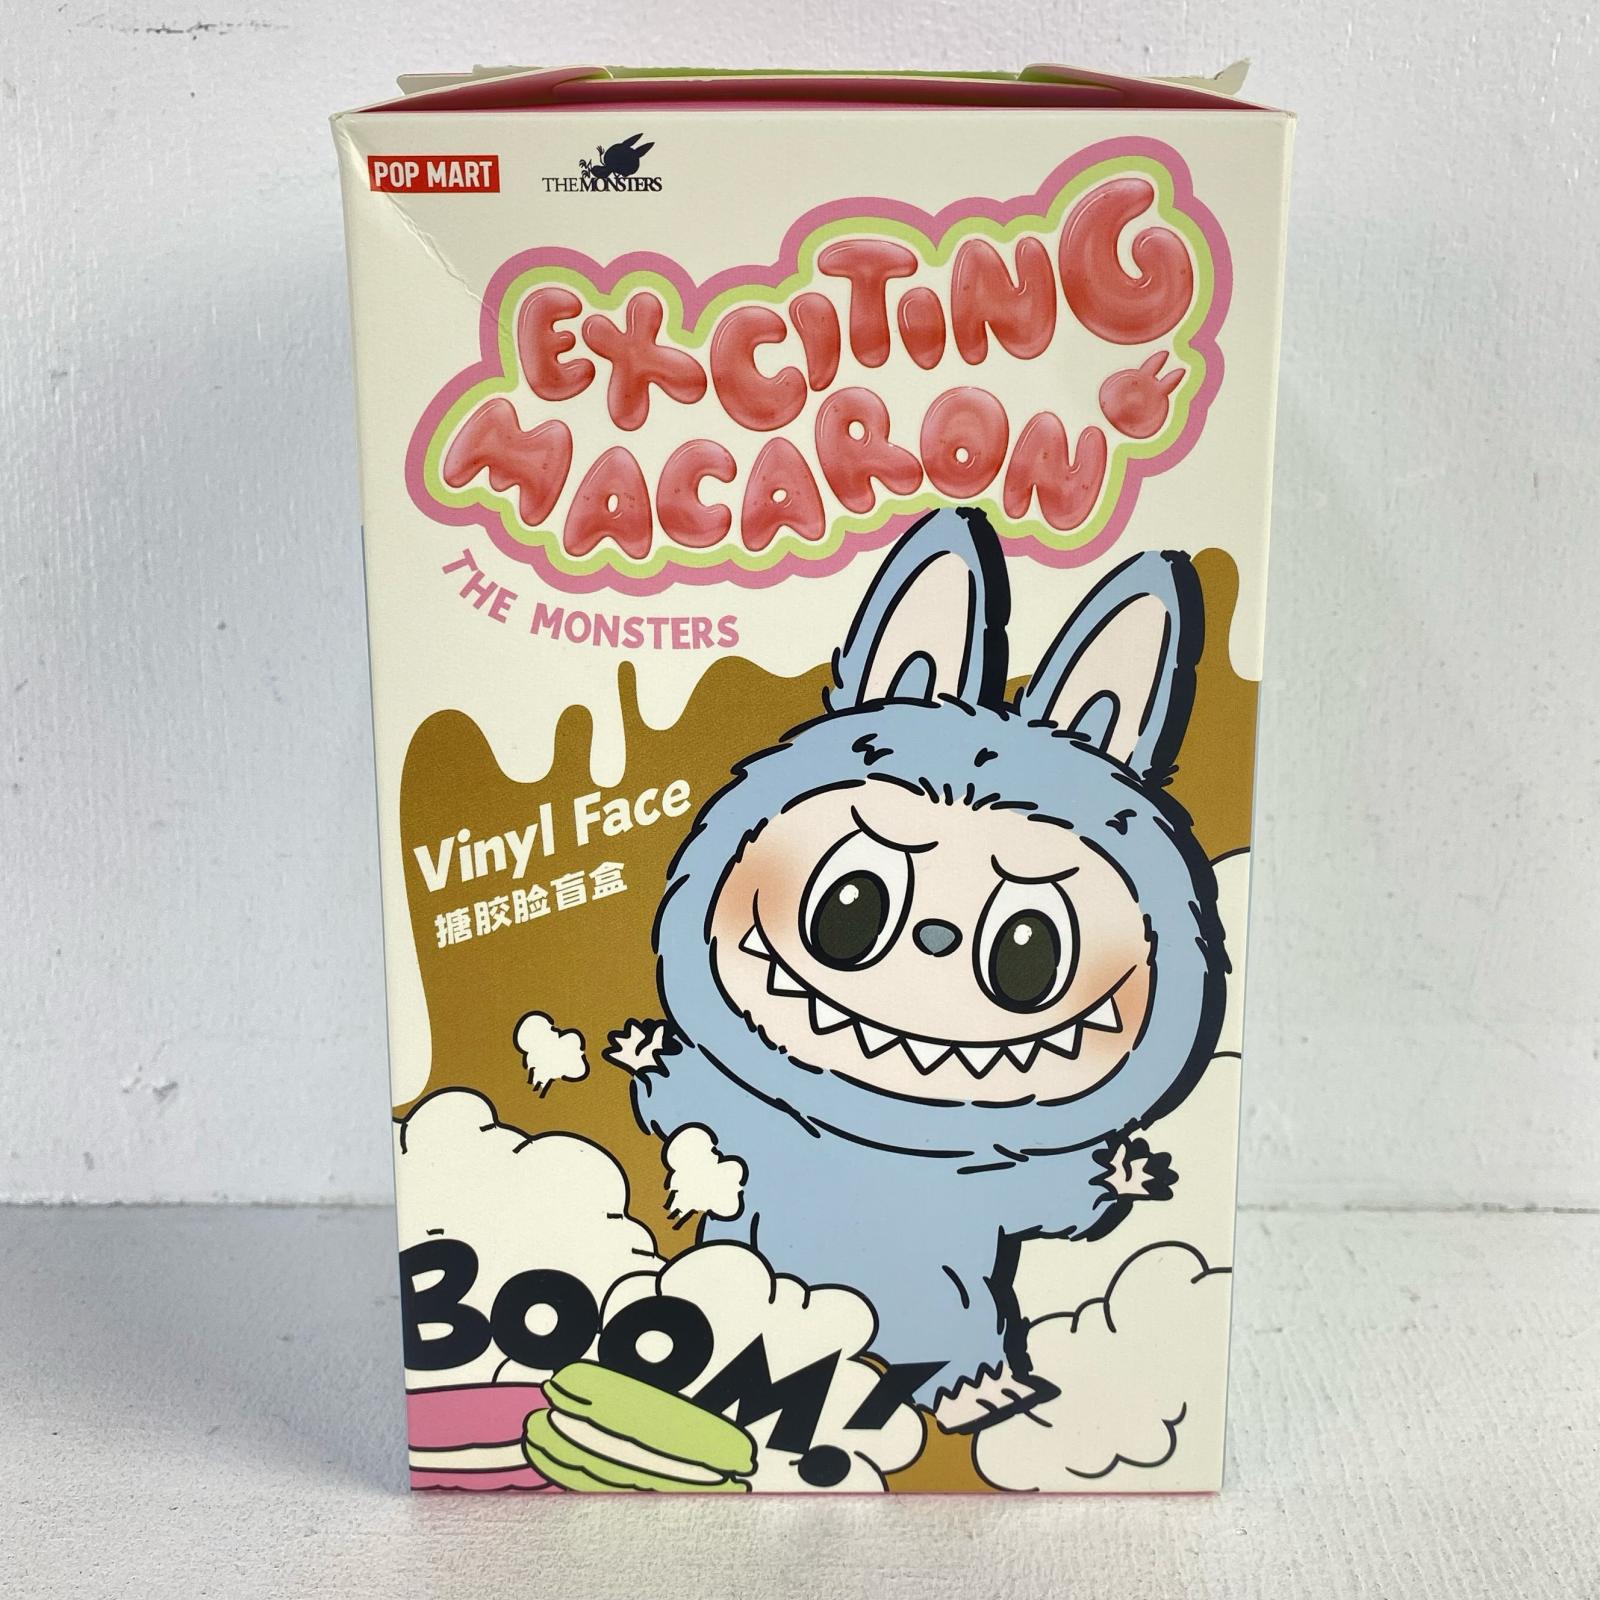 POP MART
THE MONSTERS
EXCITING
MACARON
THE MONSTERS
Vinyl Face
搪胶脸盲盒
BOOM!